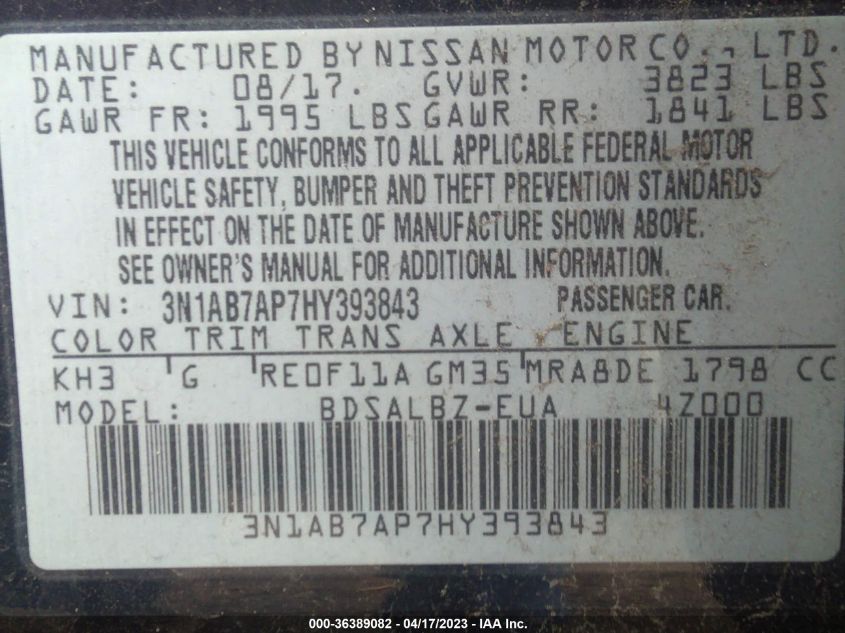 MANUFACTURED BY NISSAN MOTOR CO., LTD.
DATE: 08/17. GVWR: 3823 LBS
GAWR FR: 1995 LBS GAWR RR: 1841 LBS
THIS VEHICLE CONFORMS TO ALL APPLICABLE FEDERAL MOTOR
VEHICLE SAFETY, BUMPER AND THEFT PREVENTION STANDARDS
IN EFFECT ON THE DATE OF MANUFACTURE SHOWN ABOVE.
SEE OWNER'S MANUAL FOR ADDITIONAL INFORMATION.
VIN: 3N1AB7AP7HY393843 PASSENGER CAR.
COLOR TRIM TRANS AXLE ENGINE
KH3 G RE0F11A GM35 MRA8DE 1798 CC
MODEL: BDSALBZ-EUA 4Z000
3N1AB7AP7HY393843
000-36389082 - 04/17/2023 - IAA Inc.